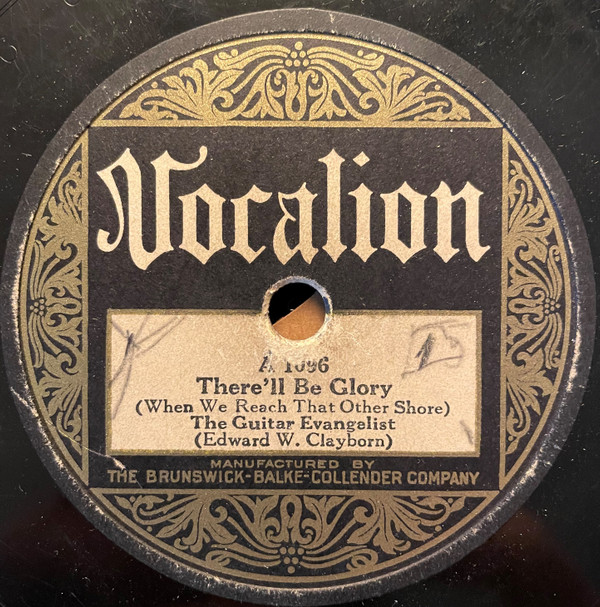 Vocalion
A 1096
There'll Be Glory
(When We Reach That Other Shore)
The Guitar Evangelist
(Edward W. Clayborn)
MANUFACTURED BY
THE BRUNSWICK-BALKE-COLLENDER COMPANY